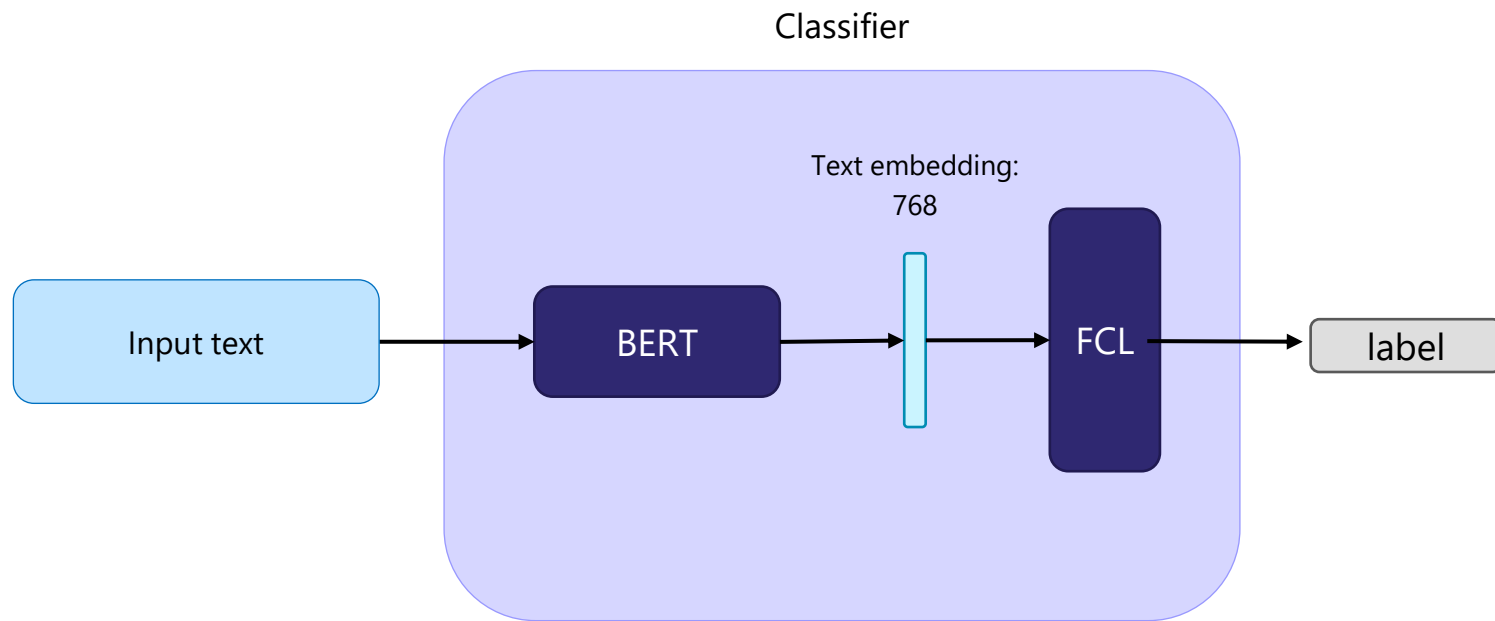 Classifier
Text embedding:
768
Input text
BERT
FCL
label